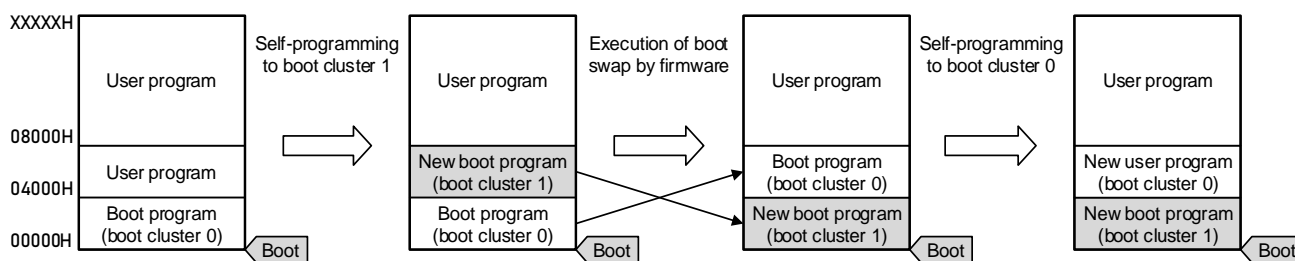 XXXXXH
08000H
04000H
00000H
User program
User program
Boot program
(boot cluster 0)
Boot
Self-programming
to boot cluster 1
User program
New boot program
(boot cluster 1)
Boot program
(boot cluster 0)
Boot
Execution of boot
swap by firmware
User program
Boot program
(boot cluster 0)
New boot program
(boot cluster 1)
Boot
Self-programming
to boot cluster 0
User program
New user program
(boot cluster 0)
New boot program
(boot cluster 1)
Boot